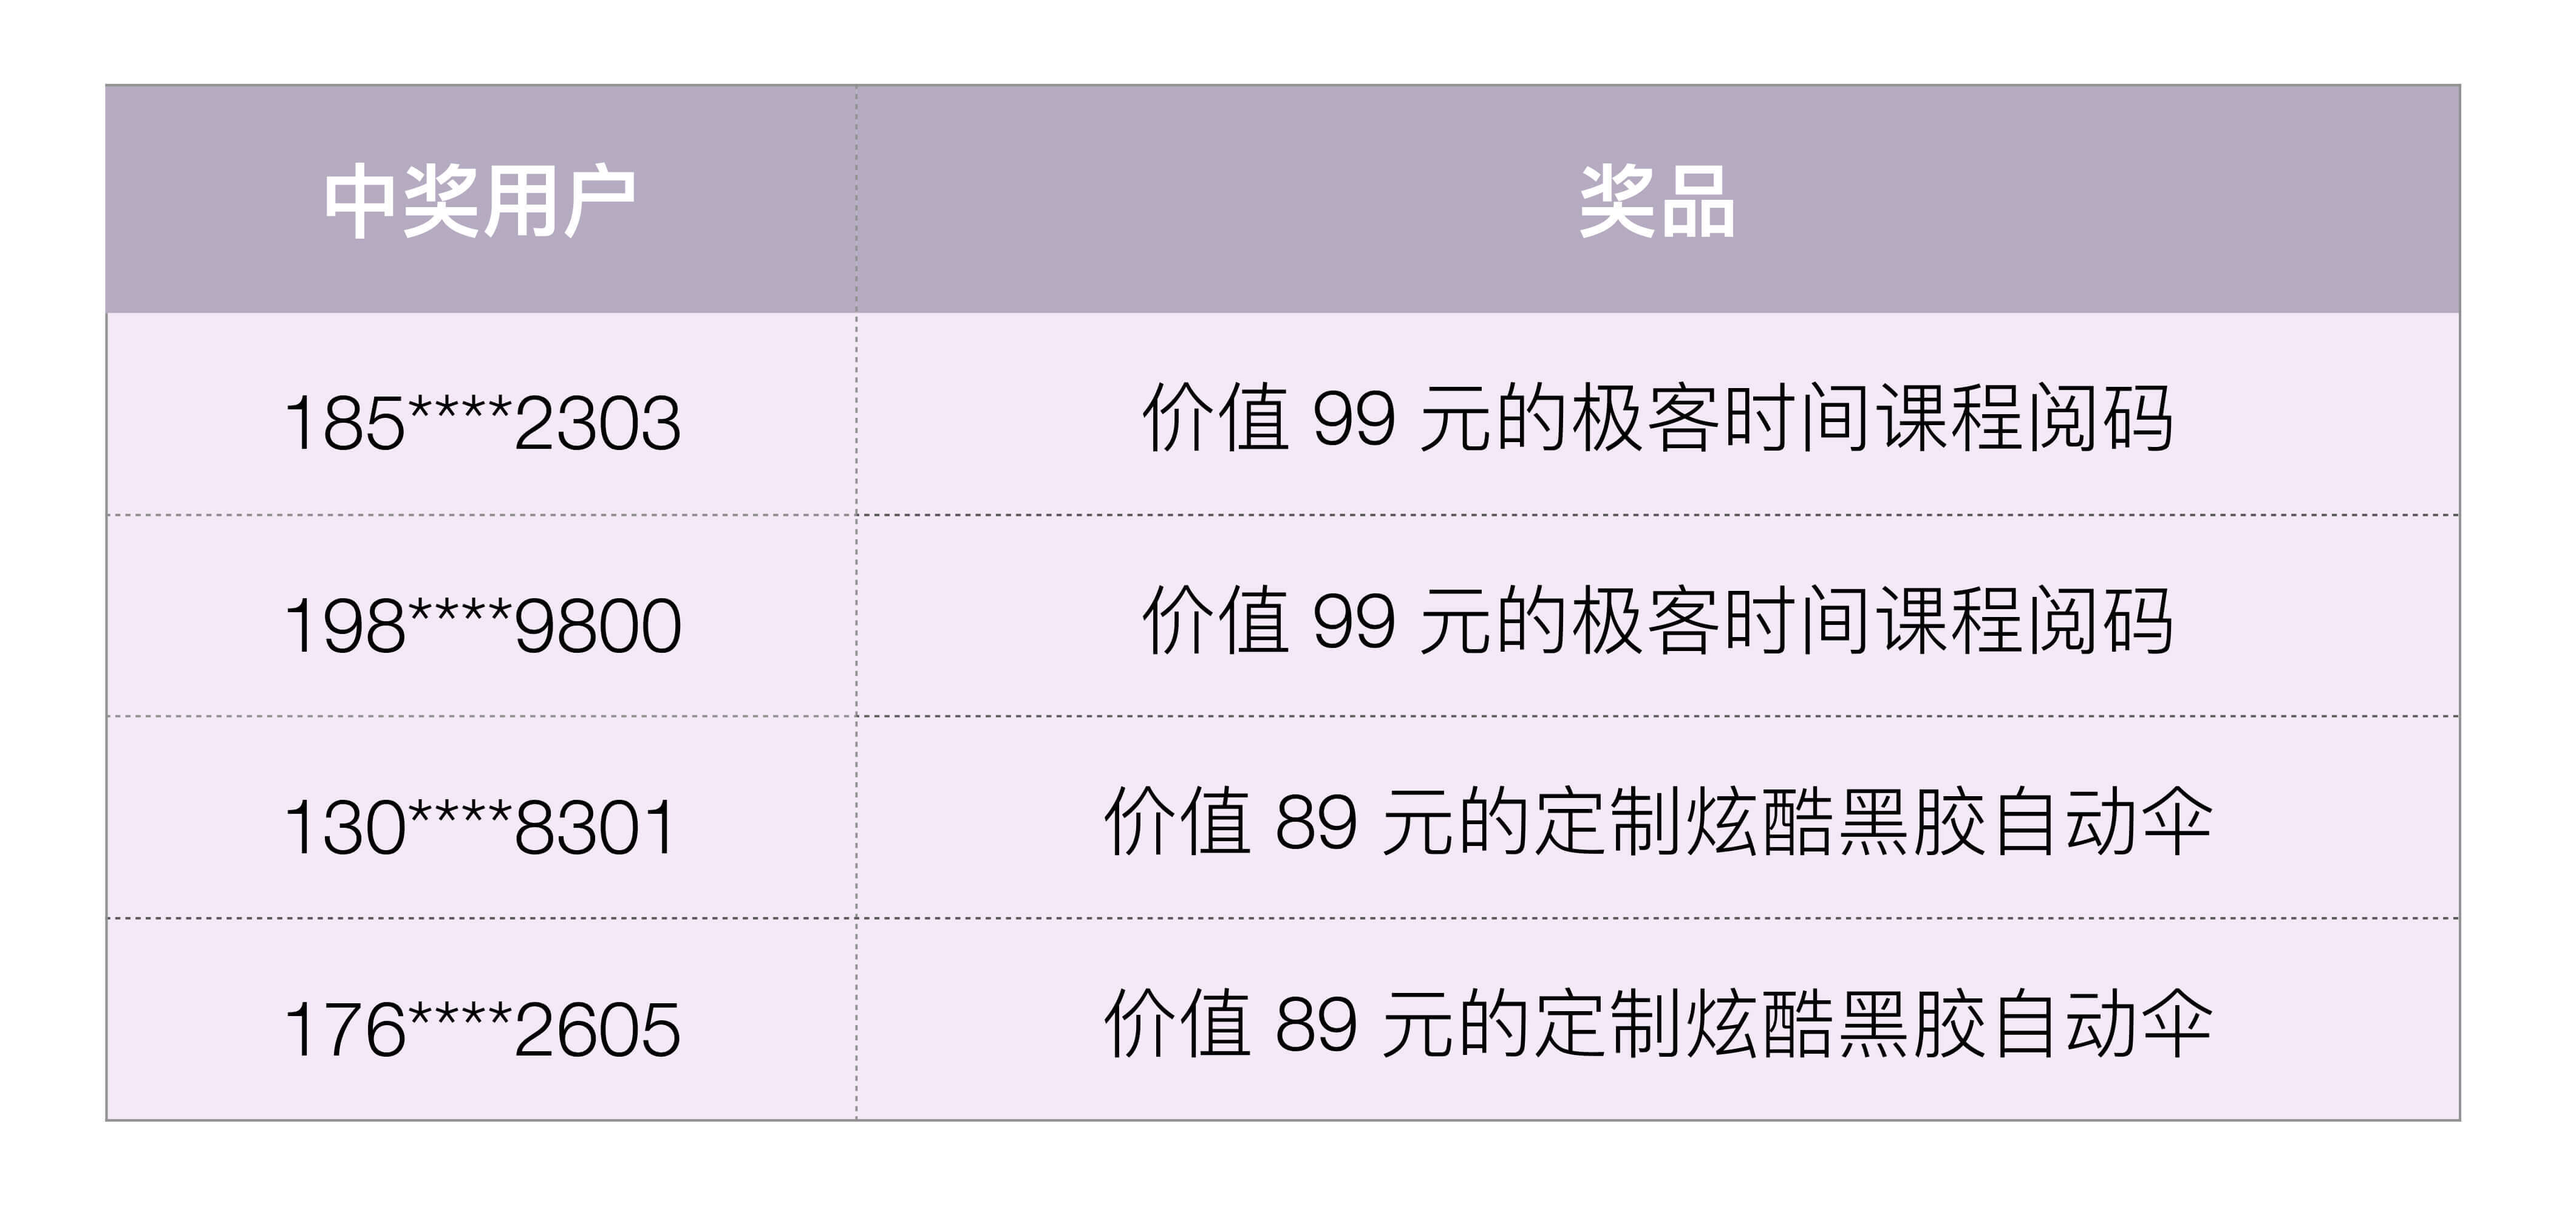 中奖用户 奖品
185****2303 价值 99 元的极客时间课程阅码
198****9800 价值 99 元的极客时间课程阅码
130****8301 价值 89 元的定制炫酷黑胶自动伞
176****2605 价值 89 元的定制炫酷黑胶自动伞